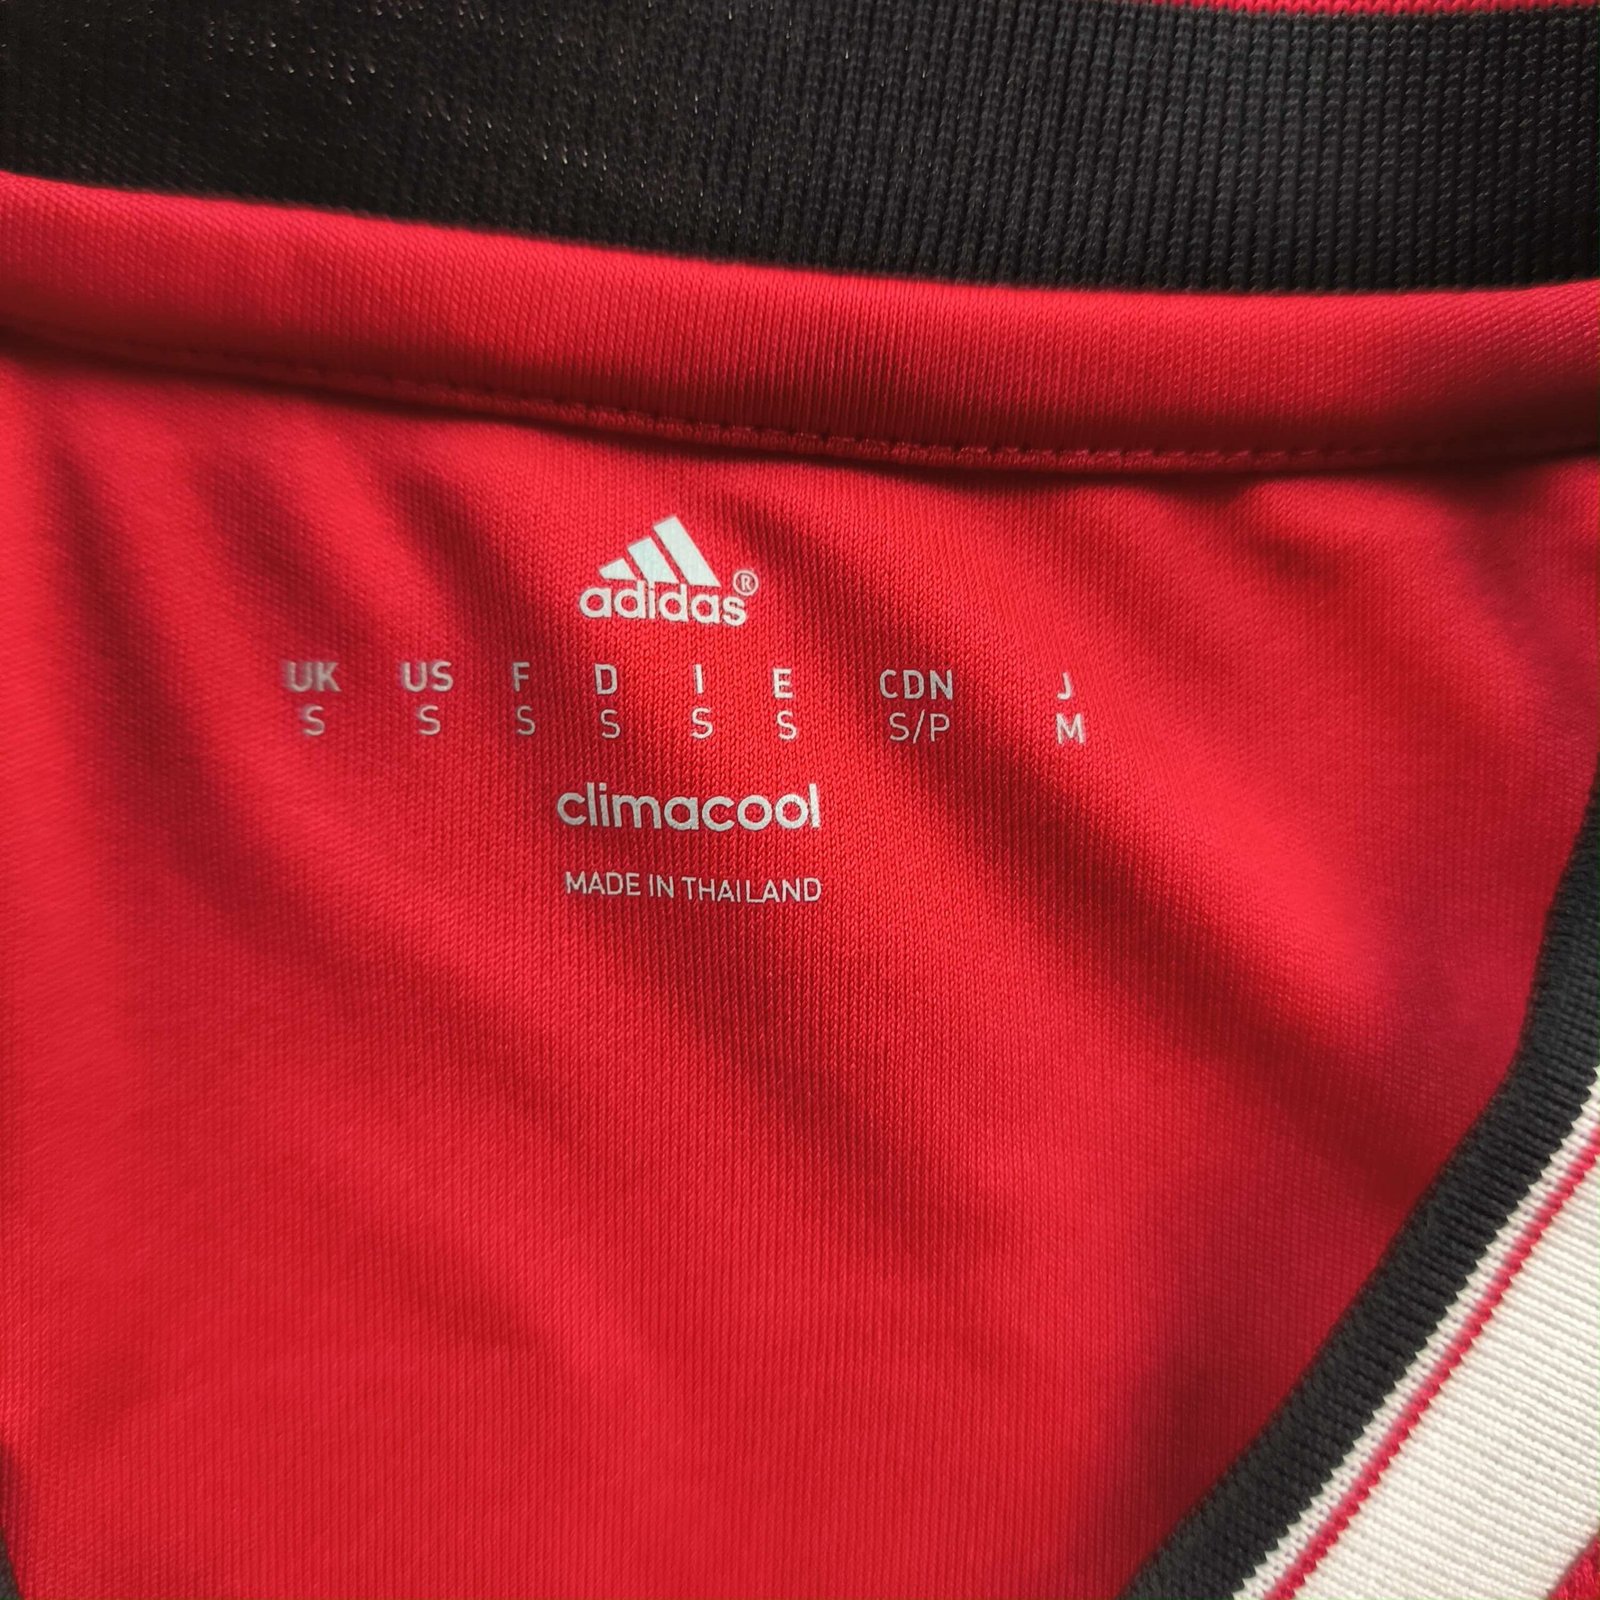 adidas®
UK US F D I E CDN J
S S S S S S S/P M
climacool
MADE IN THAILAND